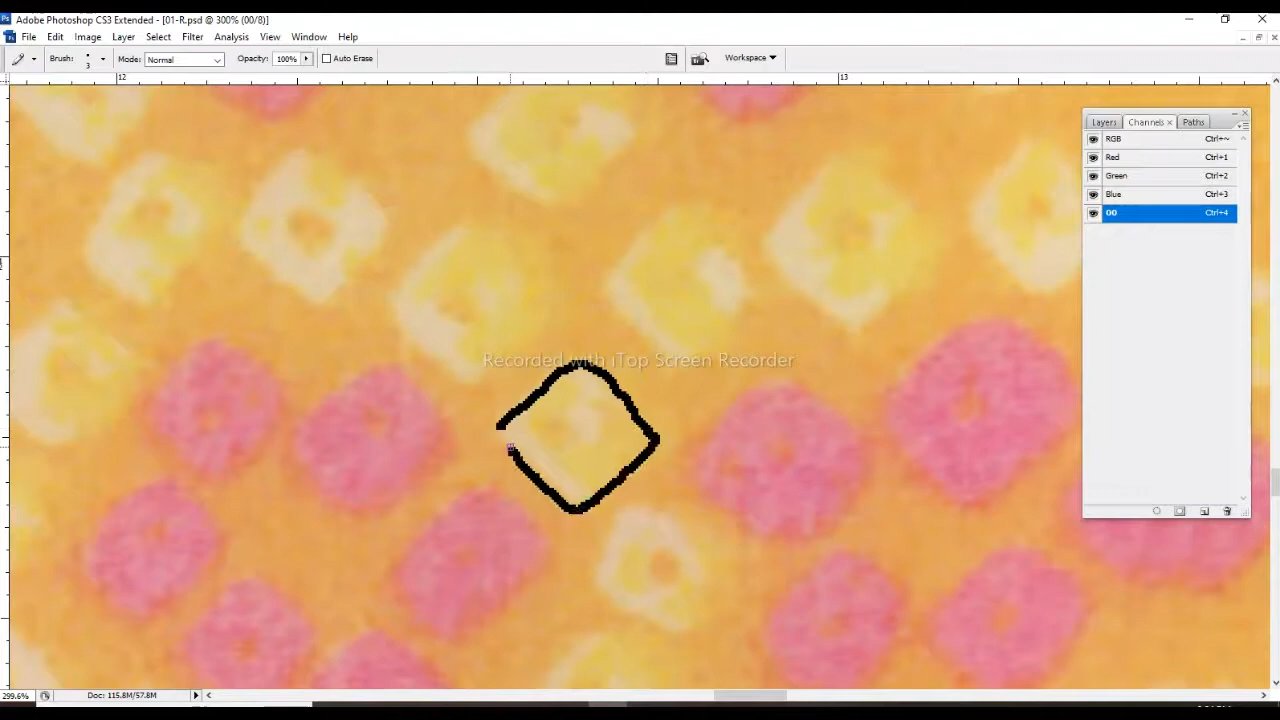 Adobe Photoshop CS3 Extended - [01-R.psd @ 300% (00/8)]
File Edit Image Layer Select Filter Analysis View Window Help
Brush: 3 Mode: Normal Opacity: 100% Auto Erase Workspace
12 13
Layers Channels Paths
RGB Ctrl+~
Red Ctrl+1
Green Ctrl+2
Blue Ctrl+3
00 Ctrl+4
Recorded with iTop Screen Recorder
299.6% Doc: 115.8M/57.8M